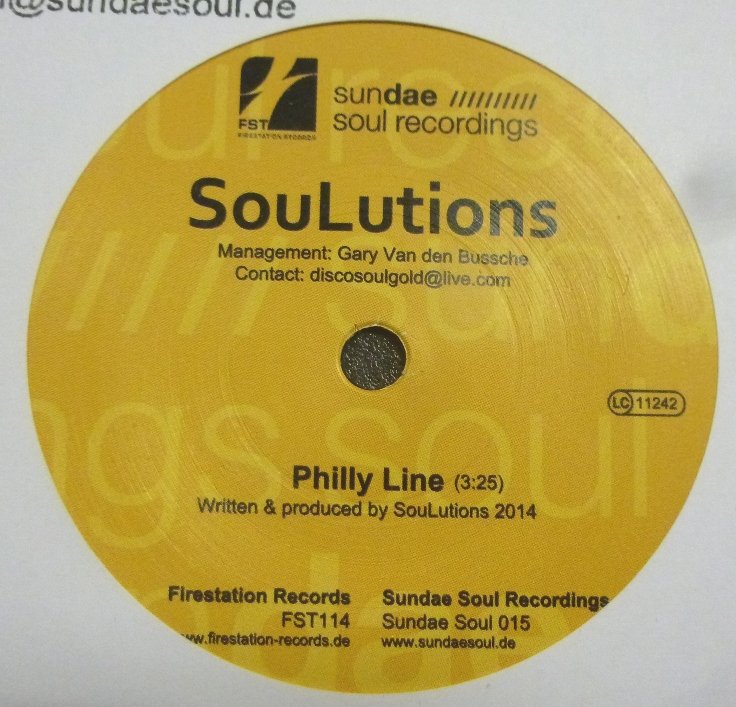 @sundaesoul.de
FST
FIRESTATION RECORDS
sundae //////////
soul recordings
SouLutions
Management: Gary Van den Bussche
Contact: discosoulgold@live.com
LC 11242
Philly Line (3:25)
Written & produced by SouLutions 2014
Firestation Records
FST114
ww.firestation-records.de
Sundae Soul Recordings
Sundae Soul 015
www.sundaesoul.de